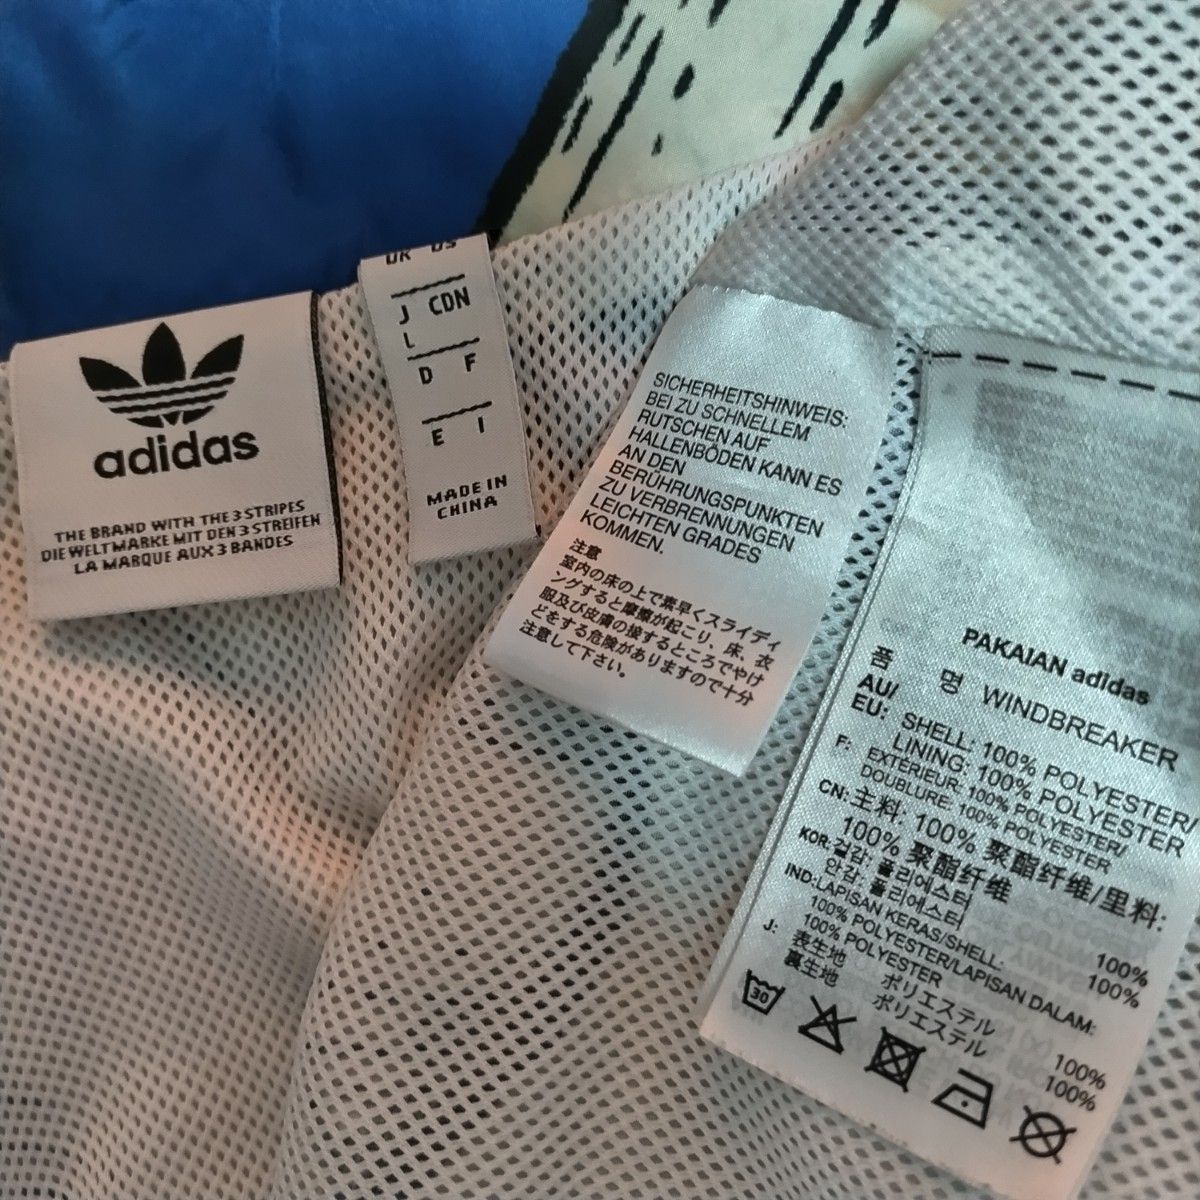 adidas
THE BRAND WITH THE 3 STRIPES
DIE WELTMARKE MIT DEN 3 STREIFEN
LA MARQUE AUX 3 BANDES
UK US
J CDN
L
D F
E I
MADE IN
CHINA
SICHERHEITSHINWEIS:
BEI ZU SCHNELLEM
RUTSCHEN AUF
HALLENBÖDEN KANN ES
AN DEN
BERÜHRUNGSPUNKTEN
ZU VERBRENNUNGEN
LEICHTEN GRADES
KOMMEN.
注意
室内の床の上で素早くスライディ
ングすると摩擦が起こり、床、衣
服及び皮膚の接するところでやけ
どをする危険がありますので十分
注意して下さい。
PAKAIAN adidas
품 명 WINDBREAKER
AU/
EU: SHELL: 100% POLYESTER/
LINING: 100% POLYESTER
F: EXTÉRIEUR: 100% POLYESTER/
DOUBLURE: 100% POLYESTER
CN: 主料: 100% 聚酯纤维/里料:
100% 聚酯纤维
KOR: 겉감: 폴리에스터 100%
안감: 폴리에스터 100%
IND: LAPISAN KERAS/SHELL:
100% POLYESTER/LAPISAN DALAM:
100% POLYESTER
J: 表生地 ポリエステル 100%
裏生地 ポリエステル 100%
30